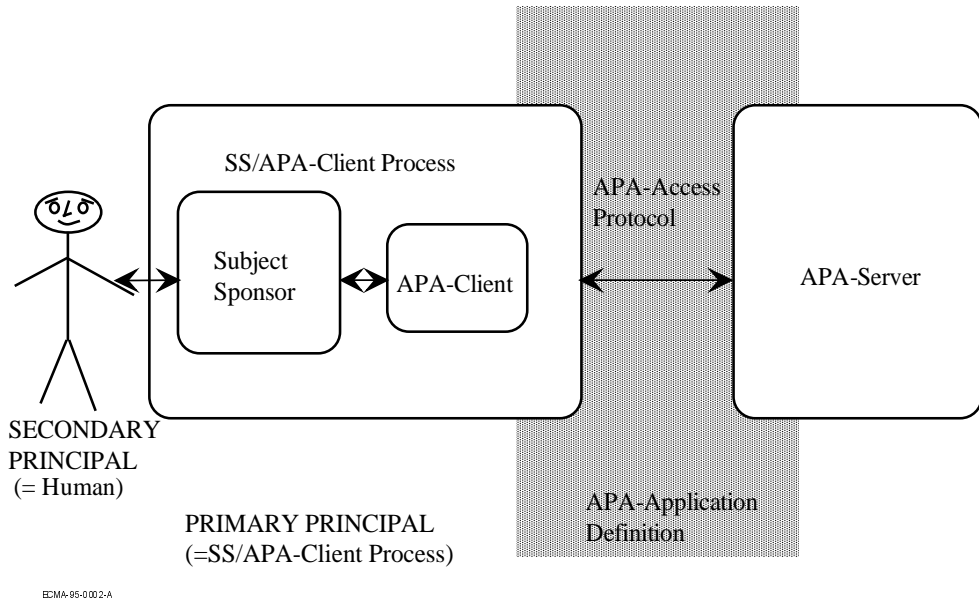 SS/APA-Client Process
APA-Access
Protocol
Subject
Sponsor
APA-Client
APA-Server
SECONDARY
PRINCIPAL
(= Human)
PRIMARY PRINCIPAL
(=SS/APA-Client Process)
APA-Application
Definition
ECMA-95-0002-A